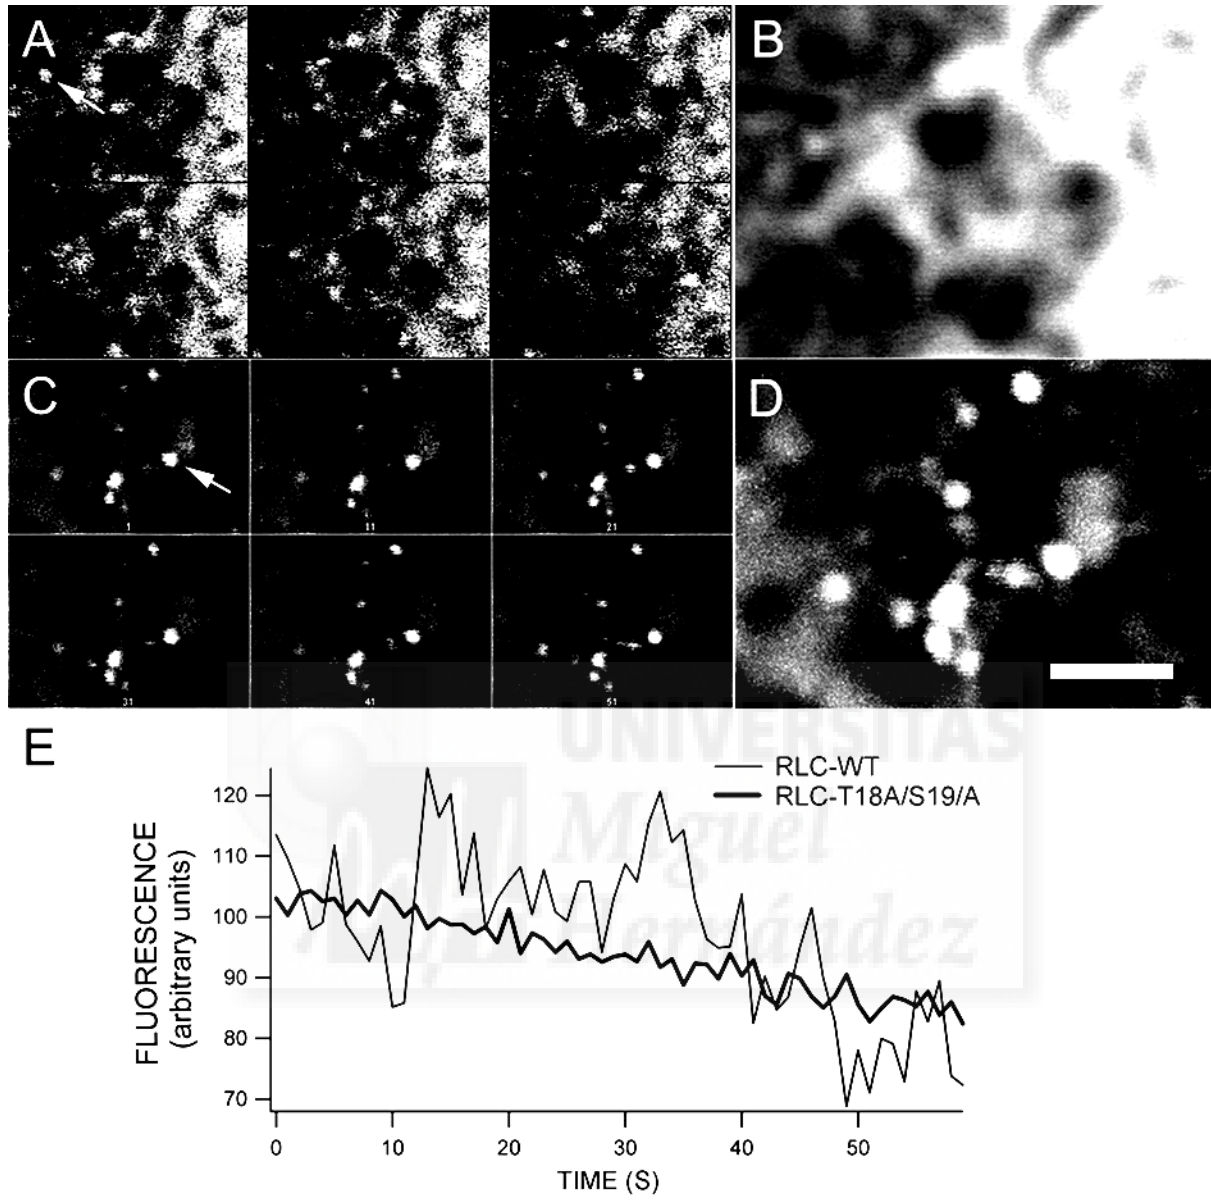 A
B
C
D
1
11
21
31
41
51
E
UNIVERSITAS
Miguel
Hernández
RLC-WT
RLC-T18A/S19/A
FLUORESCENCE
(arbitrary units)
120
110
100
90
80
70
0
10
20
30
40
50
TIME (S)